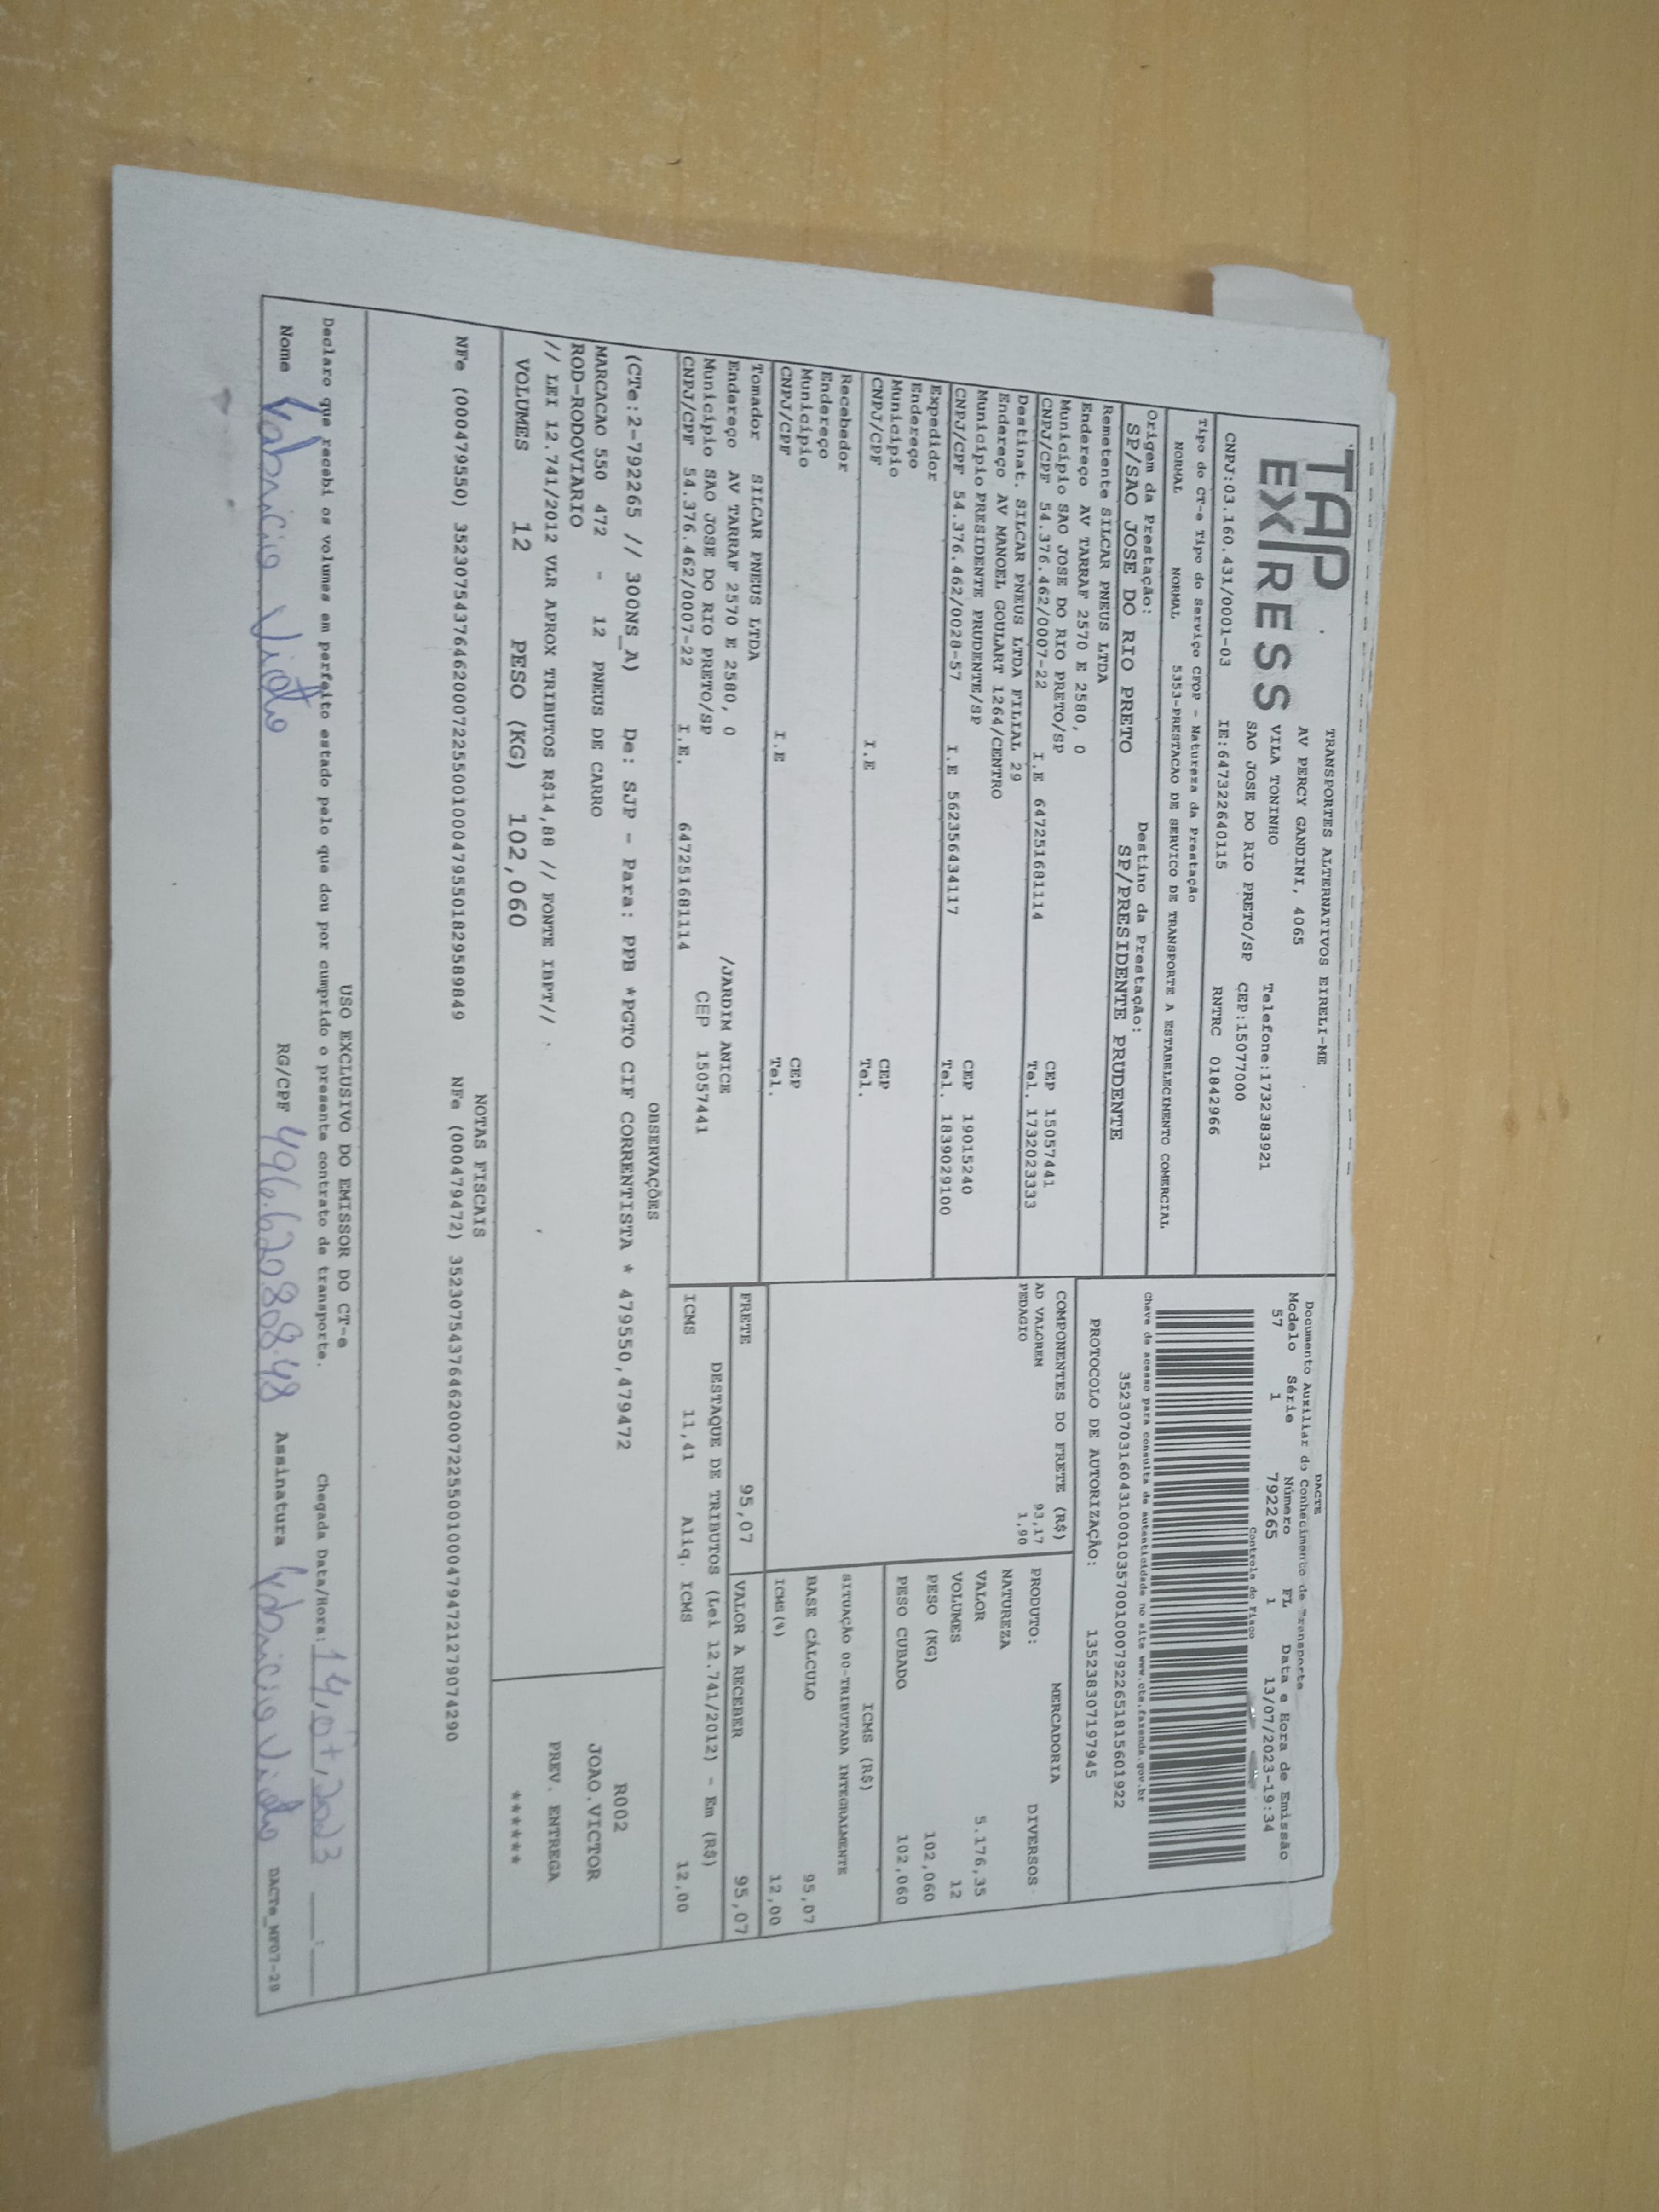 TAP
EXPRESS
TRANSPORTES ALTERNATIVOS EIRELI-ME
AV PERCY GANDINI, 4065
VILA TONINHO Telefone:1732383921
SAO JOSE DO RIO PRETO/SP CEP:15077000
CNPJ:03.160.431/0001-03 IE:647322640115 RNTRC 01842966
DACTE
Documento Auxiliar do Conhecimento de Transporte
Modelo Série Número FL Data e Hora de Emissão
57 1 792265 1 13/07/2023-19:34
Controle do Fisco
Tipo do CT-e Tipo do Serviço CFOP - Natureza da Prestação
NORMAL NORMAL 5353-PRESTACAO DE SERVICO DE TRANSPORTE A ESTABELECIMENTO COMERCIAL
Chave de acesso para consulta de autenticidade no site www.cte.fazenda.gov.br
35230703160431000103570010007922651815601922
PROTOCOLO DE AUTORIZAÇÃO: 135238307197945
Origem da Prestação: Destino da Prestação:
SP/SAO JOSE DO RIO PRETO SP/PRESIDENTE PRUDENTE
Remetente SILCAR PNEUS LTDA
Endereço AV TARRAF 2570 E 2580, 0
Município SAO JOSE DO RIO PRETO/SP CEP 15057441
CNPJ/CPF 54.376.462/0007-22 I.E 647251681114 Tel. 1732023333
Destinat. SILCAR PNEUS LTDA FILIAL 29
Endereço AV MANOEL GOULART 1264/CENTRO
Município PRESIDENTE PRUDENTE/SP CEP 19015240
CNPJ/CPF 54.376.462/0028-57 I.E 562356434117 Tel. 1839029100
Expedidor
Endereço
Município CEP
CNPJ/CPF I.E Tel.
Recebedor
Endereço
Município CEP
CNPJ/CPF I.E Tel.
Tomador SILCAR PNEUS LTDA
Endereço AV TARRAF 2570 E 2580, 0 /JARDIM ANICE
Município SAO JOSE DO RIO PRETO/SP CEP 15057441
CNPJ/CPF 54.376.462/0007-22 I.E. 647251681114
COMPONENTES DO FRETE (R$)
AD VALOREM 93,17
PEDAGIO 1,90
MERCADORIA
PRODUTO: DIVERSOS
NATUREZA
VALOR 5.176,35
VOLUMES 12
PESO (KG) 102,060
PESO CUBADO 102,060
ICMS (R$)
SITUAÇÃO 00-TRIBUTADA INTEGRALMENTE
BASE CÁLCULO 95,07
ICMS(%) 12,00
FRETE 95,07 VALOR A RECEBER 95,07
DESTAQUE DE TRIBUTOS (Lei 12.741/2012) - Em (R$)
ICMS 11,41 Aliq. ICMS 12,00
OBSERVAÇÕES
(CTe:2-792265 // 300NS_A) De: SJP - Para: PPB *PGTO CIF CORRENTISTA * 479550,479472
MARCACAO 550 472 - 12 PNEUS DE CARRO
ROD-RODOVIARIO
// LEI 12.741/2012 VLR APROX TRIBUTOS R$14,88 // FONTE IBPT//
VOLUMES 12 PESO (KG) 102,060
R002
JOAO.VICTOR
PREV. ENTREGA
******
NOTAS FISCAIS
NFe (000479550) 35230754376462000722550010004795501829589849 NFe (000479472) 35230754376462000722550010004794721279074290
USO EXCLUSIVO DO EMISSOR DO CT-e
Declaro que recebi os volumes em perfeito estado pelo que dou por cumprido o presente contrato de transporte. Chegada Data/Hora: 14,07,2023 ___:___
Nome Fabricio Vioto RG/CPF 496.620.808.48 Assinatura Fabricio Vioto DACTe_MF07-29